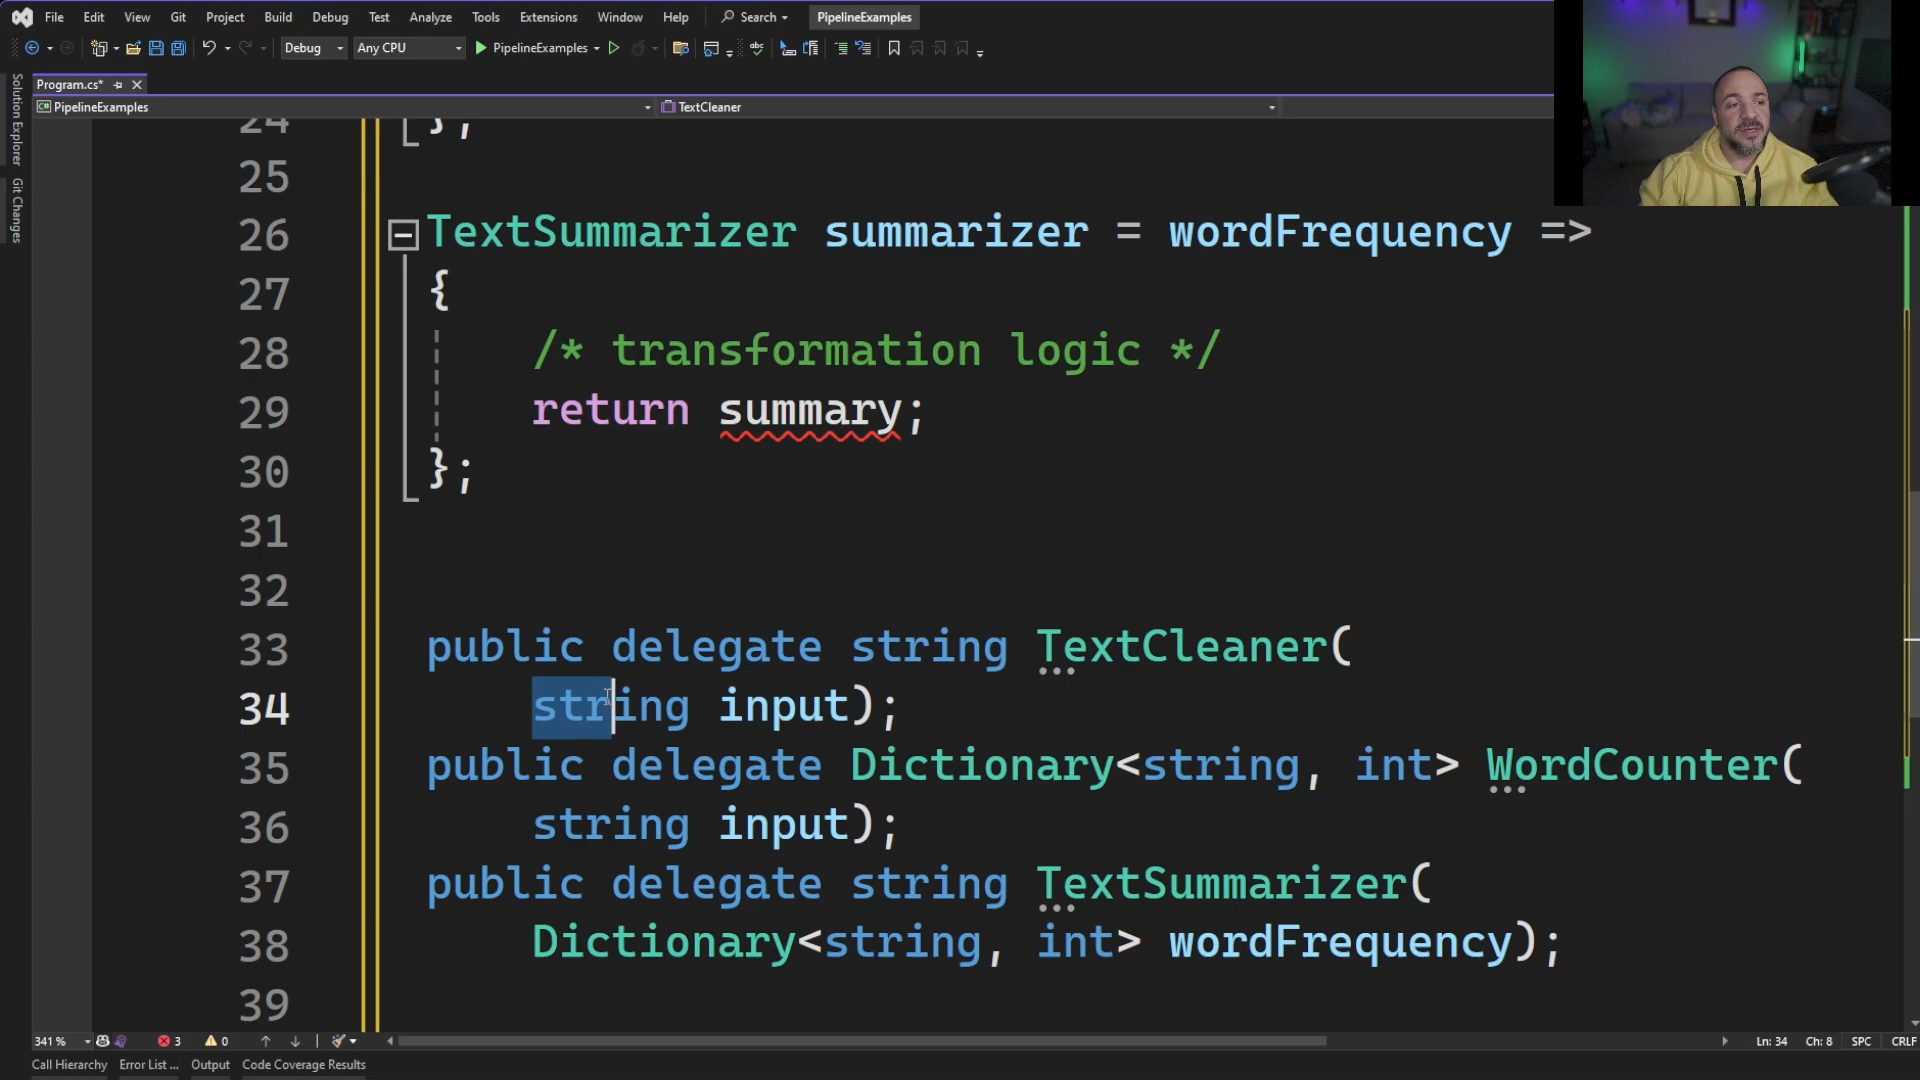 File Edit View Git Project Build Debug Test Analyze Tools Extensions Window Help Search PipelineExamples
Debug Any CPU PipelineExamples
Program.cs*
PipelineExamples TextCleaner
Solution Explorer
Git Changes
24 };
25
26 TextSummarizer summarizer = wordFrequency =>
27 {
28 /* transformation logic */
29 return summary;
30 };
31
32
33 public delegate string TextCleaner(
34 string input);
35 public delegate Dictionary<string, int> WordCounter(
36 string input);
37 public delegate string TextSummarizer(
38 Dictionary<string, int> wordFrequency);
39
341 % 3 0 Ln: 34 Ch: 8 SPC CRLF
Call Hierarchy Error List ... Output Code Coverage Results